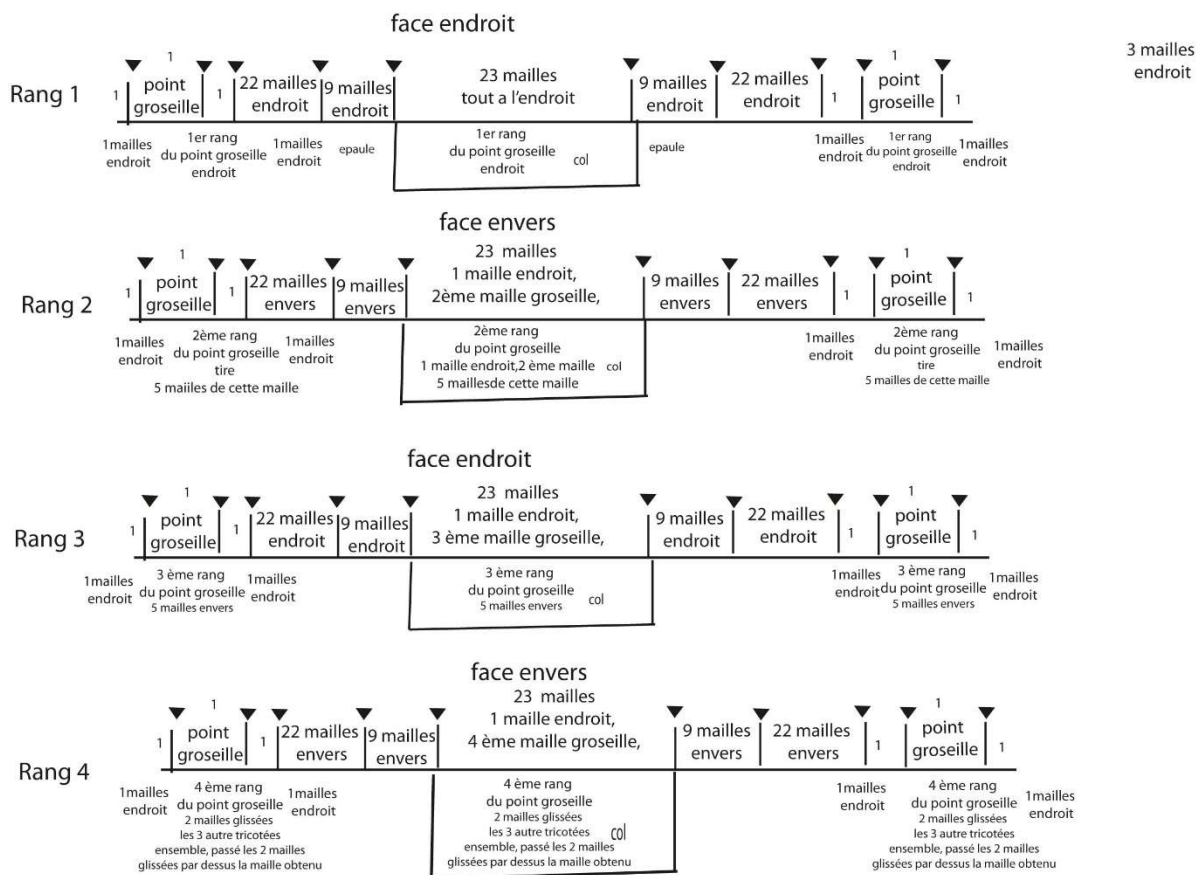 face endroit
3 mailles
endroit
Rang 1
1
1
point
groseille
1
22 mailles
endroit
9 mailles
endroit
23 mailles
tout a l'endroit
9 mailles
endroit
22 mailles
endroit
1
1
point
groseille
1
1mailles
endroit
1er rang
du point groseille
endroit
1mailles
endroit
epaule
1er rang
du point groseille
endroit
col
epaule
1mailles
endroit
1er rang
du point groseille
endroit
1mailles
endroit
face envers
Rang 2
1
1
point
groseille
1
22 mailles
envers
9 mailles
envers
23 mailles
1 maille endroit,
2ème maille groseille,
9 mailles
envers
22 mailles
envers
1
1
point
groseille
1
1mailles
endroit
2ème rang
du point groseille
tire
5 mailles de cette maille
1mailles
endroit
2ème rang
du point groseille
1 maille endroit,2 ème maille
5 maillesde cette maille
col
1mailles
endroit
2ème rang
du point groseille
tire
5 mailles de cette maille
1mailles
endroit
face endroit
Rang 3
1
1
point
groseille
1
22 mailles
endroit
9 mailles
endroit
23 mailles
1 maille endroit,
3 ème maille groseille,
9 mailles
endroit
22 mailles
endroit
1
1
point
groseille
1
1mailles
endroit
3 ème rang
du point groseille
5 mailles envers
1mailles
endroit
3 ème rang
du point groseille
5 mailles envers
col
1mailles
endroit
3 ème rang
du point groseille
5 mailles envers
1mailles
endroit
face envers
Rang 4
1
1
point
groseille
1
22 mailles
envers
9 mailles
envers
23 mailles
1 maille endroit,
4 ème maille groseille,
9 mailles
envers
22 mailles
envers
1
1
point
groseille
1
1mailles
endroit
4 ème rang
du point groseille
2 mailles glissées
les 3 autre tricotées
ensemble, passé les 2 mailles
glissées par dessus la maille obtenu
1mailles
endroit
4 ème rang
du point groseille
2 mailles glissées
les 3 autre tricotées
ensemble, passé les 2 mailles
glissées par dessus la maille obtenu
col
1mailles
endroit
4 ème rang
du point groseille
2 mailles glissées
les 3 autre tricotées
ensemble, passé les 2 mailles
glissées par dessus la maille obtenu
1mailles
endroit